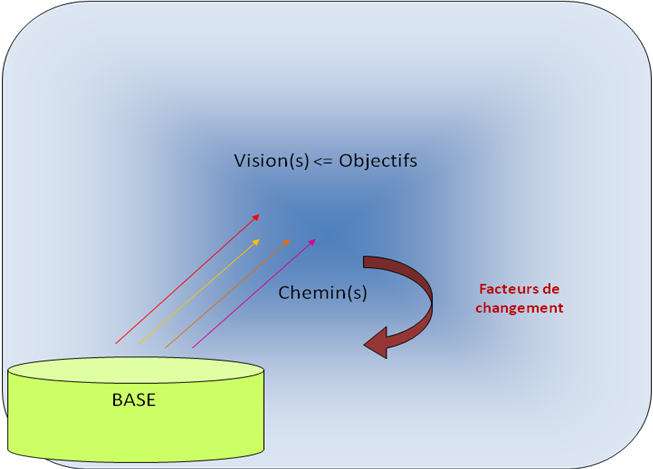 Vision(s) <= Objectifs
Chemin(s)
Facteurs de
changement
BASE